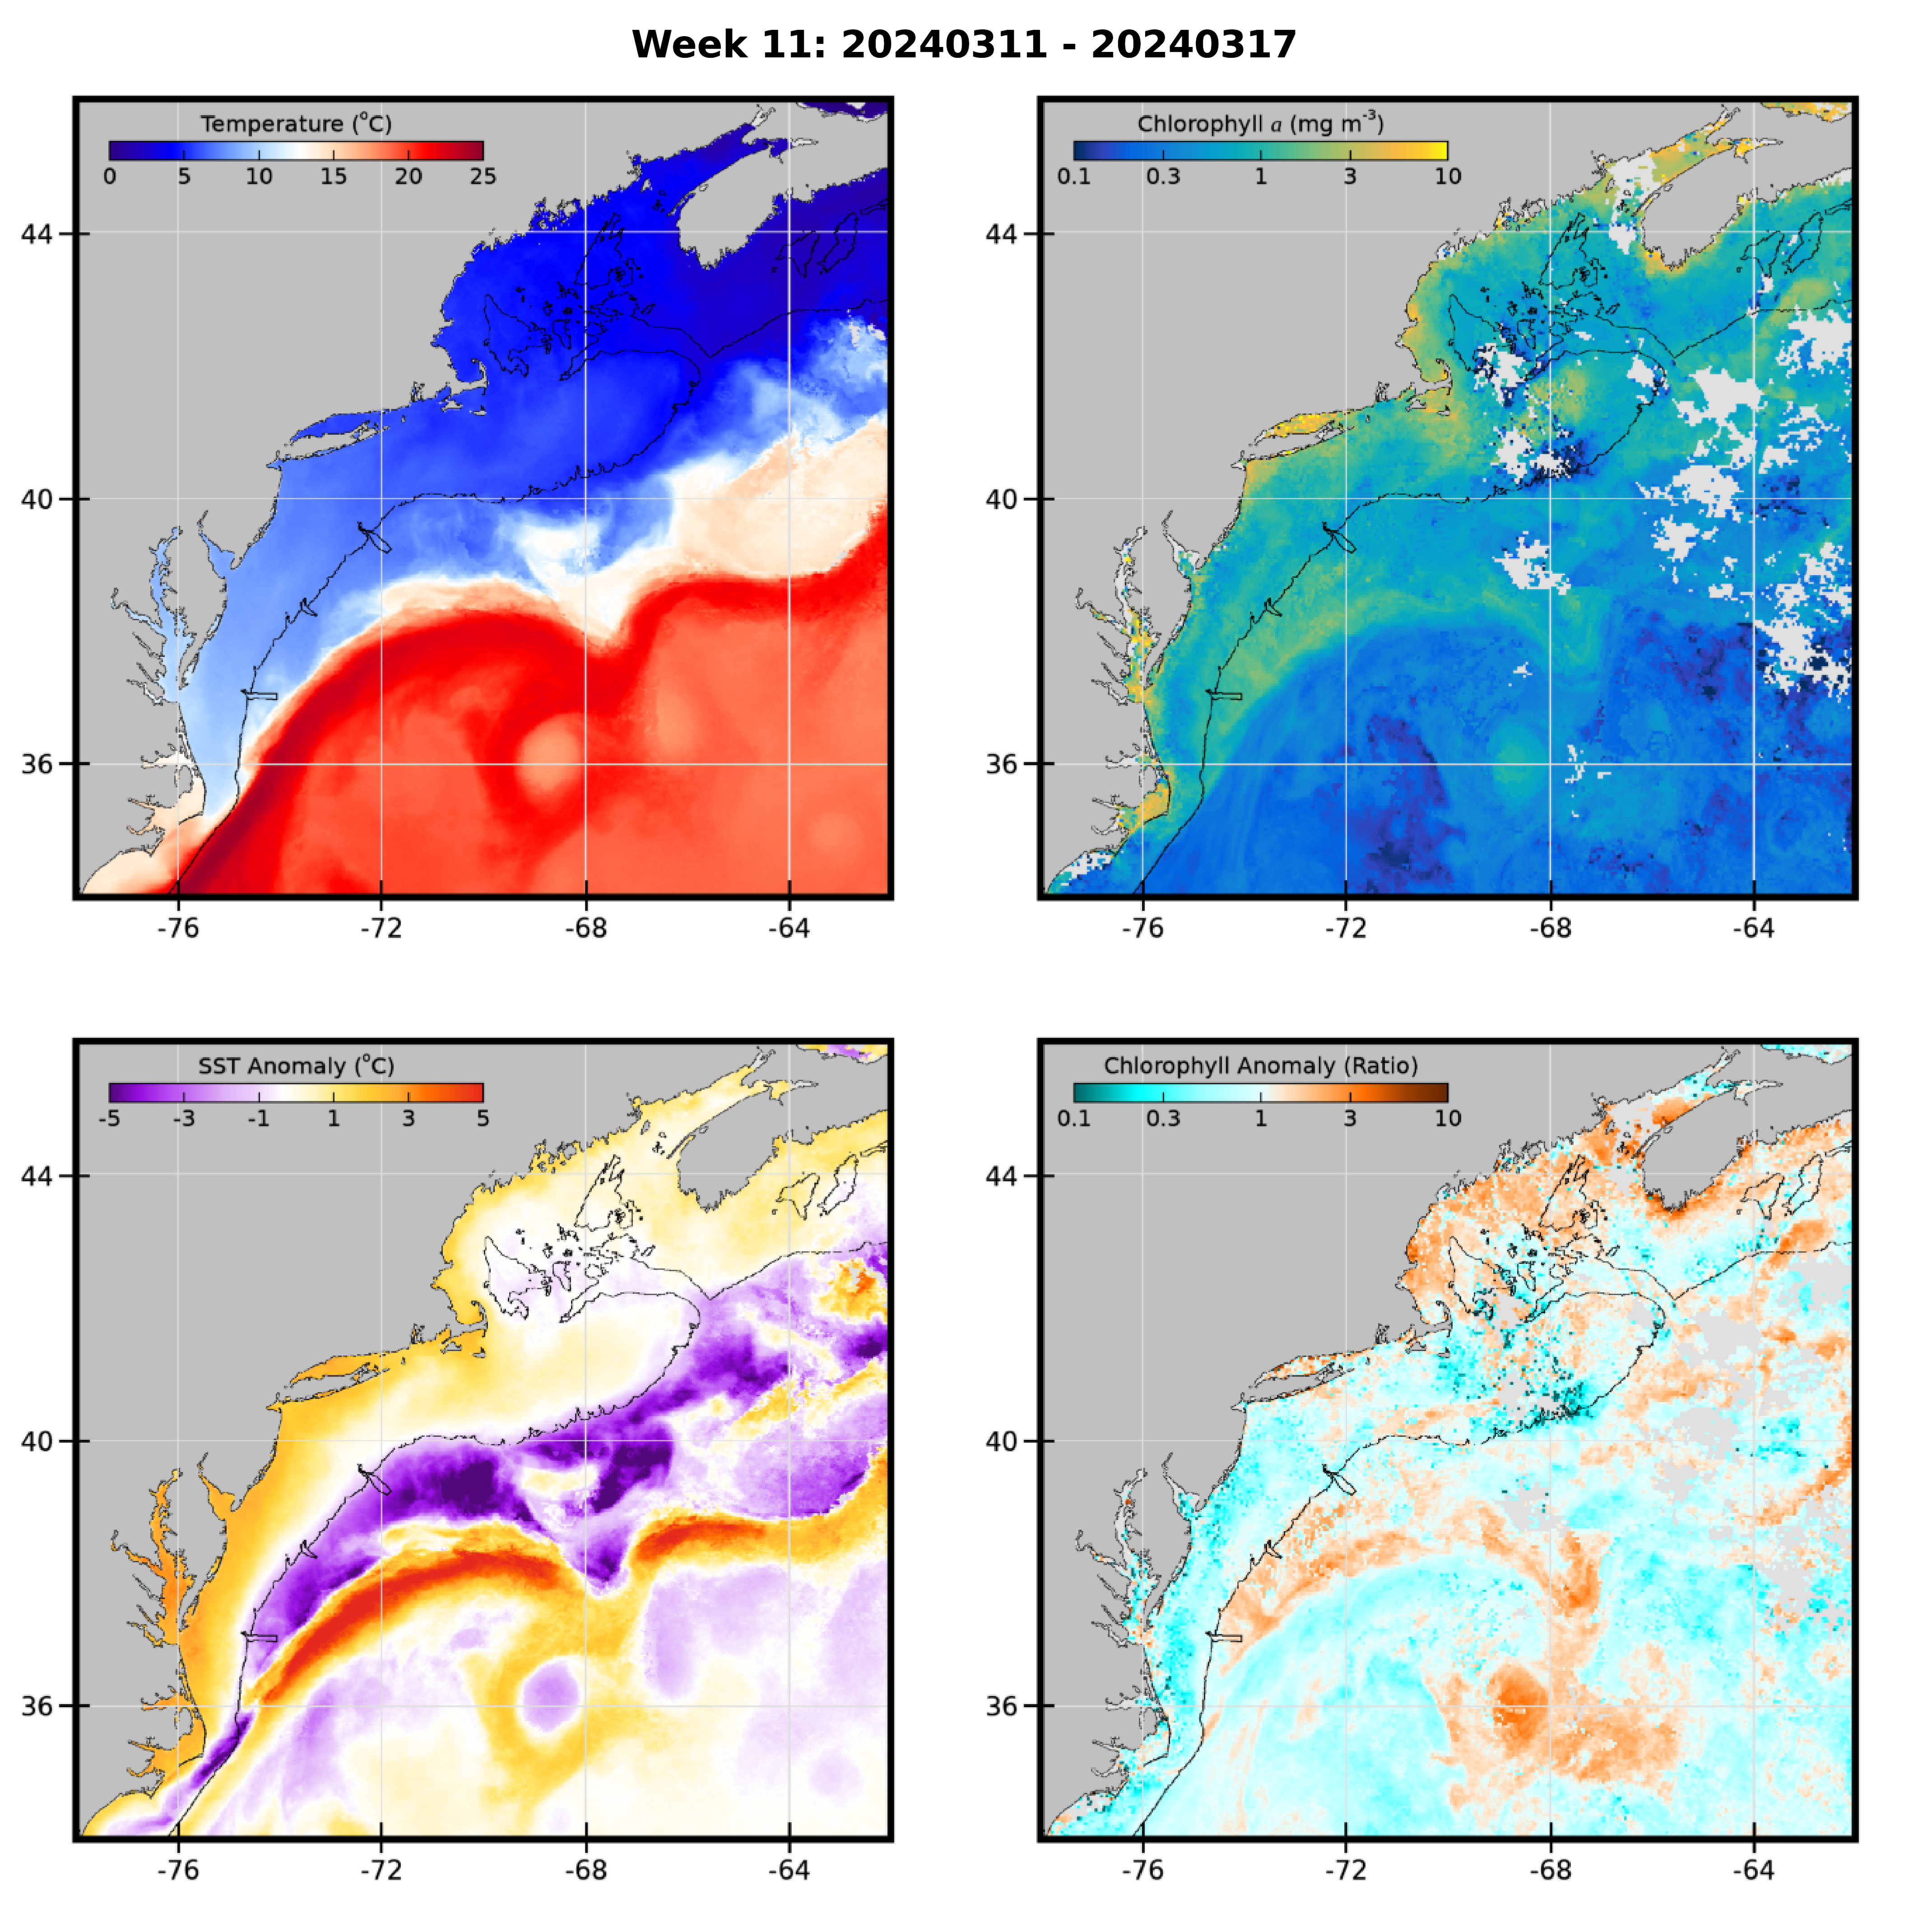 Week 11: 20240311 - 20240317
Temperature (°C)
0 5 10 15 20 25
44
40
36
-76 -72 -68 -64
Chlorophyll a (mg m⁻³)
0.1 0.3 1 3 10
44
40
36
-76 -72 -68 -64
SST Anomaly (°C)
-5 -3 -1 1 3 5
44
40
36
-76 -72 -68 -64
Chlorophyll Anomaly (Ratio)
0.1 0.3 1 3 10
44
40
36
-76 -72 -68 -64